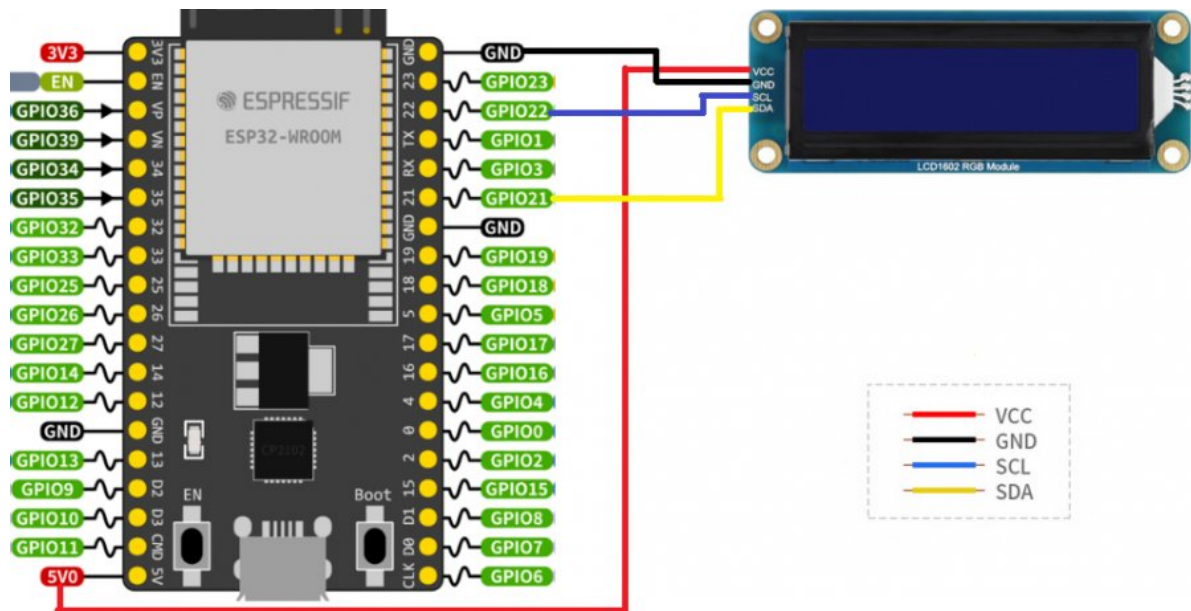 3V3
EN
GPIO36
GPIO39
GPIO34
GPIO35
GPIO32
GPIO33
GPIO25
GPIO26
GPIO27
GPIO14
GPIO12
GND
GPIO13
GPIO9
GPIO10
GPIO11
5V0
3V3
EN
VP
VN
34
35
32
33
25
26
27
14
12
GND
13
D2
D3
CMD
5V
ESPRESSIF
ESP32-WROOM
CP2102
EN
Boot
GND
23
22
TX
RX
21
GND
19
18
5
17
16
4
0
2
15
D1
D0
CLK
GND
GPIO23
GPIO22
GPIO1
GPIO3
GPIO21
GND
GPIO19
GPIO18
GPIO5
GPIO17
GPIO16
GPIO4
GPIO0
GPIO2
GPIO15
GPIO8
GPIO7
GPIO6
VCC
GND
SCL
SDA
LCD1602 RGB Module
VCC
GND
SCL
SDA